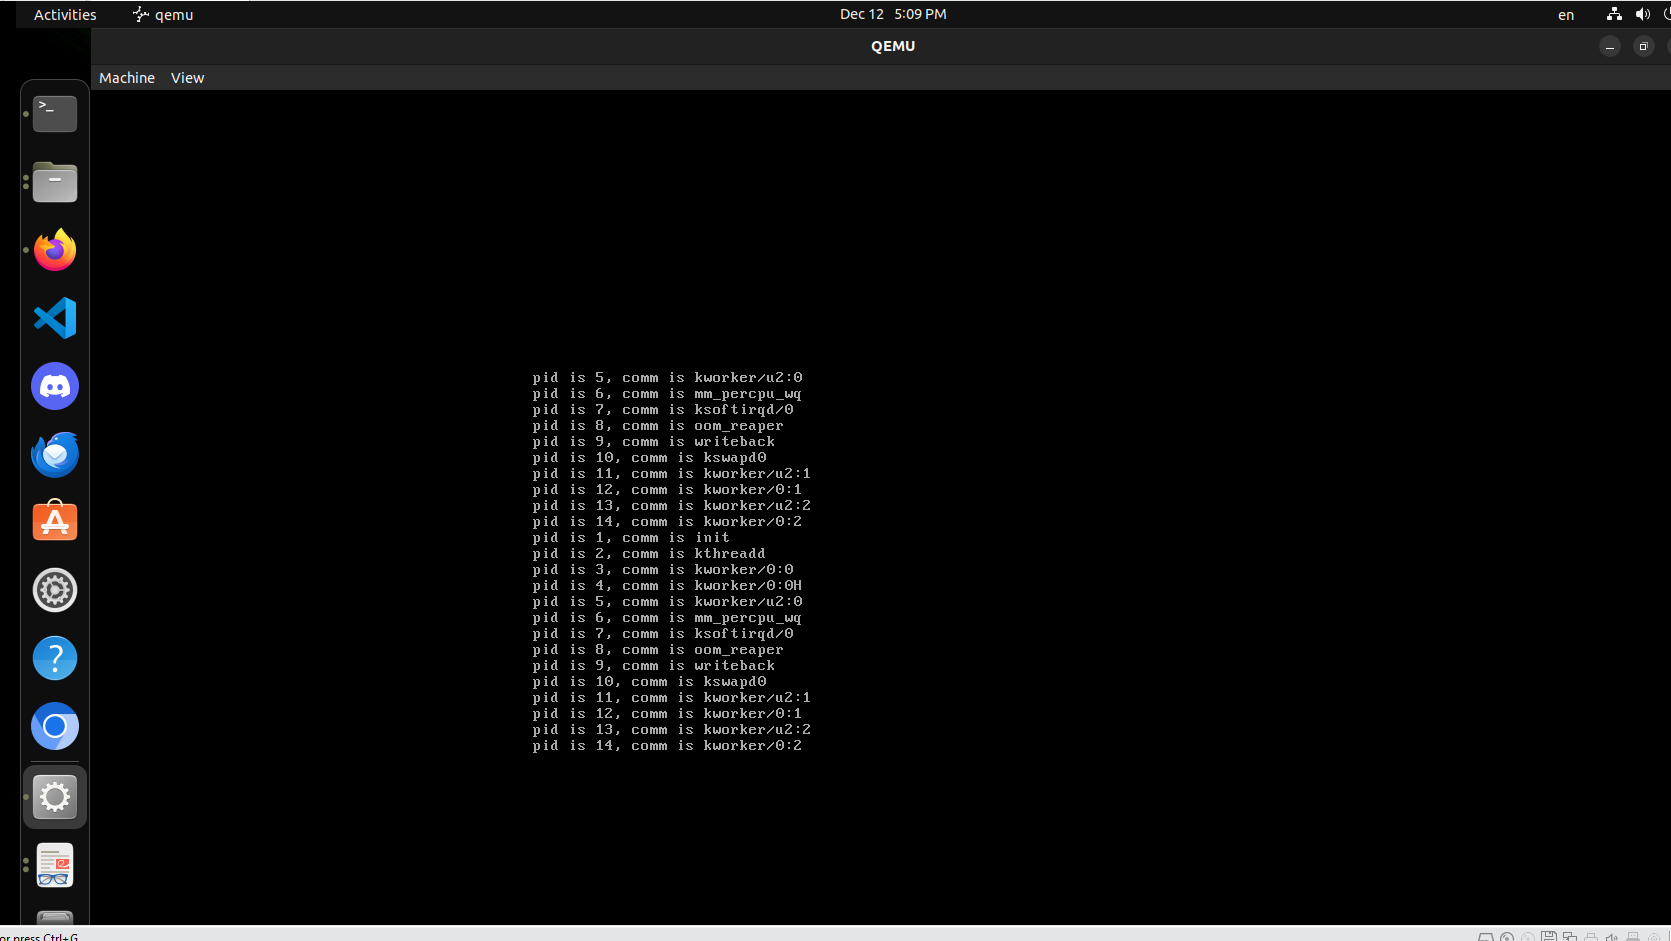 Activities qemu Dec 12 5:09 PM en
QEMU
Machine View
>_
pid is 5, comm is kworker/u2:0
pid is 6, comm is mm_percpu_wq
pid is 7, comm is ksoftirqd/0
pid is 8, comm is oom_reaper
pid is 9, comm is writeback
pid is 10, comm is kswapd0
pid is 11, comm is kworker/u2:1
pid is 12, comm is kworker/0:1
pid is 13, comm is kworker/u2:2
pid is 14, comm is kworker/0:2
pid is 1, comm is init
pid is 2, comm is kthreadd
pid is 3, comm is kworker/0:0
pid is 4, comm is kworker/0:0H
pid is 5, comm is kworker/u2:0
pid is 6, comm is mm_percpu_wq
pid is 7, comm is ksoftirqd/0
pid is 8, comm is oom_reaper
pid is 9, comm is writeback
pid is 10, comm is kswapd0
pid is 11, comm is kworker/u2:1
pid is 12, comm is kworker/0:1
pid is 13, comm is kworker/u2:2
pid is 14, comm is kworker/0:2
or press Ctrl+G